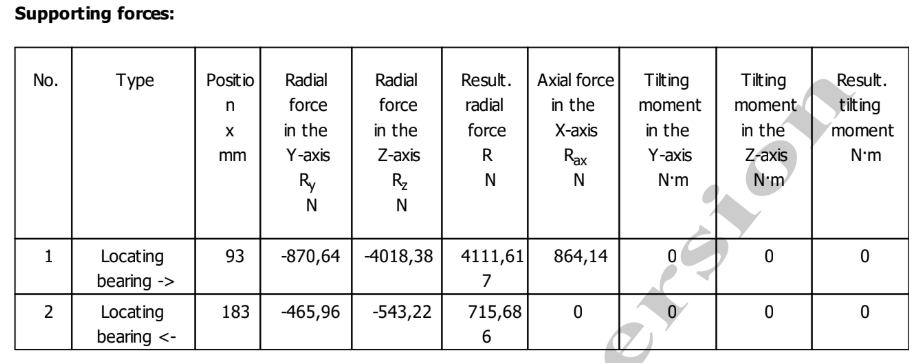 Supporting forces:
No. Type Positio Radial Radial Result. Axial force Tilting Tilting Result.
n force force radial in the moment moment tilting
x in the in the force X-axis in the in the moment
mm Y-axis Z-axis R Rax Y-axis Z-axis N·m
Ry Rz N N N·m N·m
N N
1 Locating 93 -870,64 -4018,38 4111,61 864,14 0 0 0
bearing -> 7
2 Locating 183 -465,96 -543,22 715,68 0 0 0 0
bearing <- 6
ersion